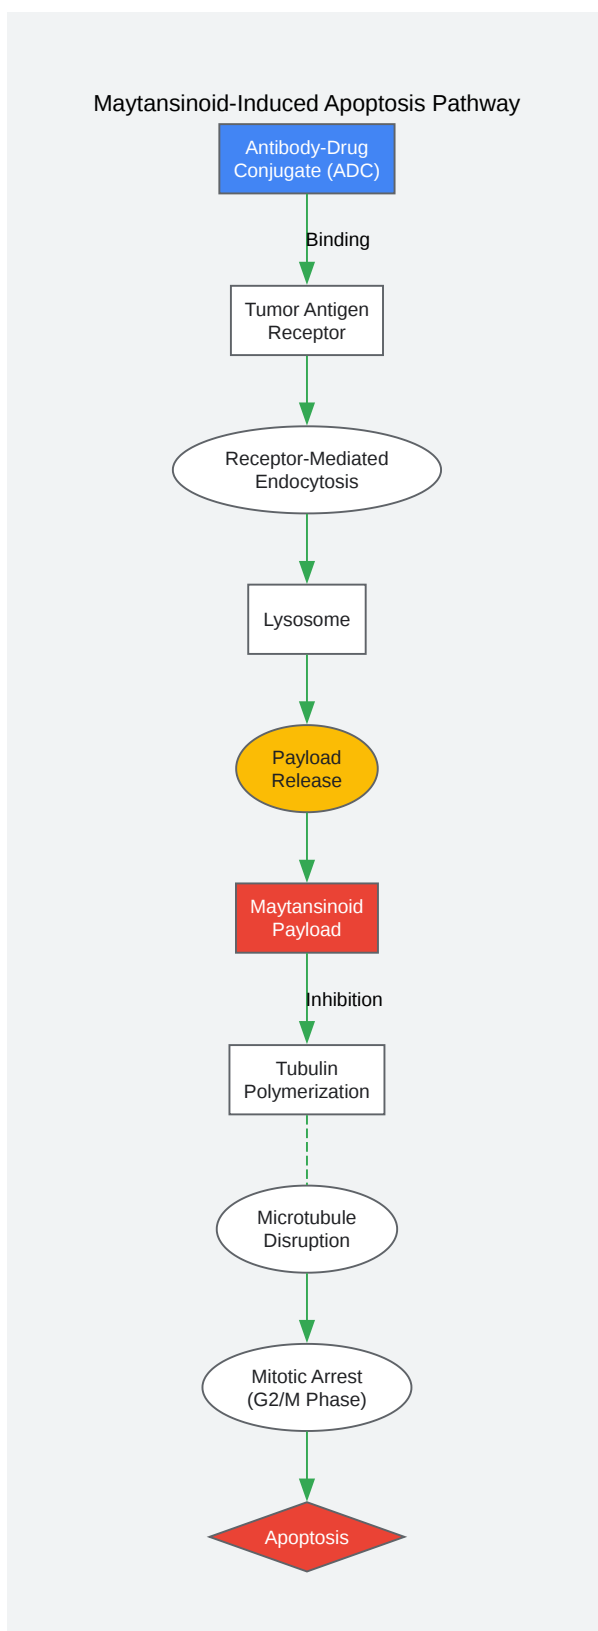 Maytansinoid-Induced Apoptosis Pathway
Antibody-Drug
Conjugate (ADC)
Binding
Tumor Antigen
Receptor
Receptor-Mediated
Endocytosis
Lysosome
Payload
Release
Maytansinoid
Payload
Inhibition
Tubulin
Polymerization
Microtubule
Disruption
Mitotic Arrest
(G2/M Phase)
Apoptosis